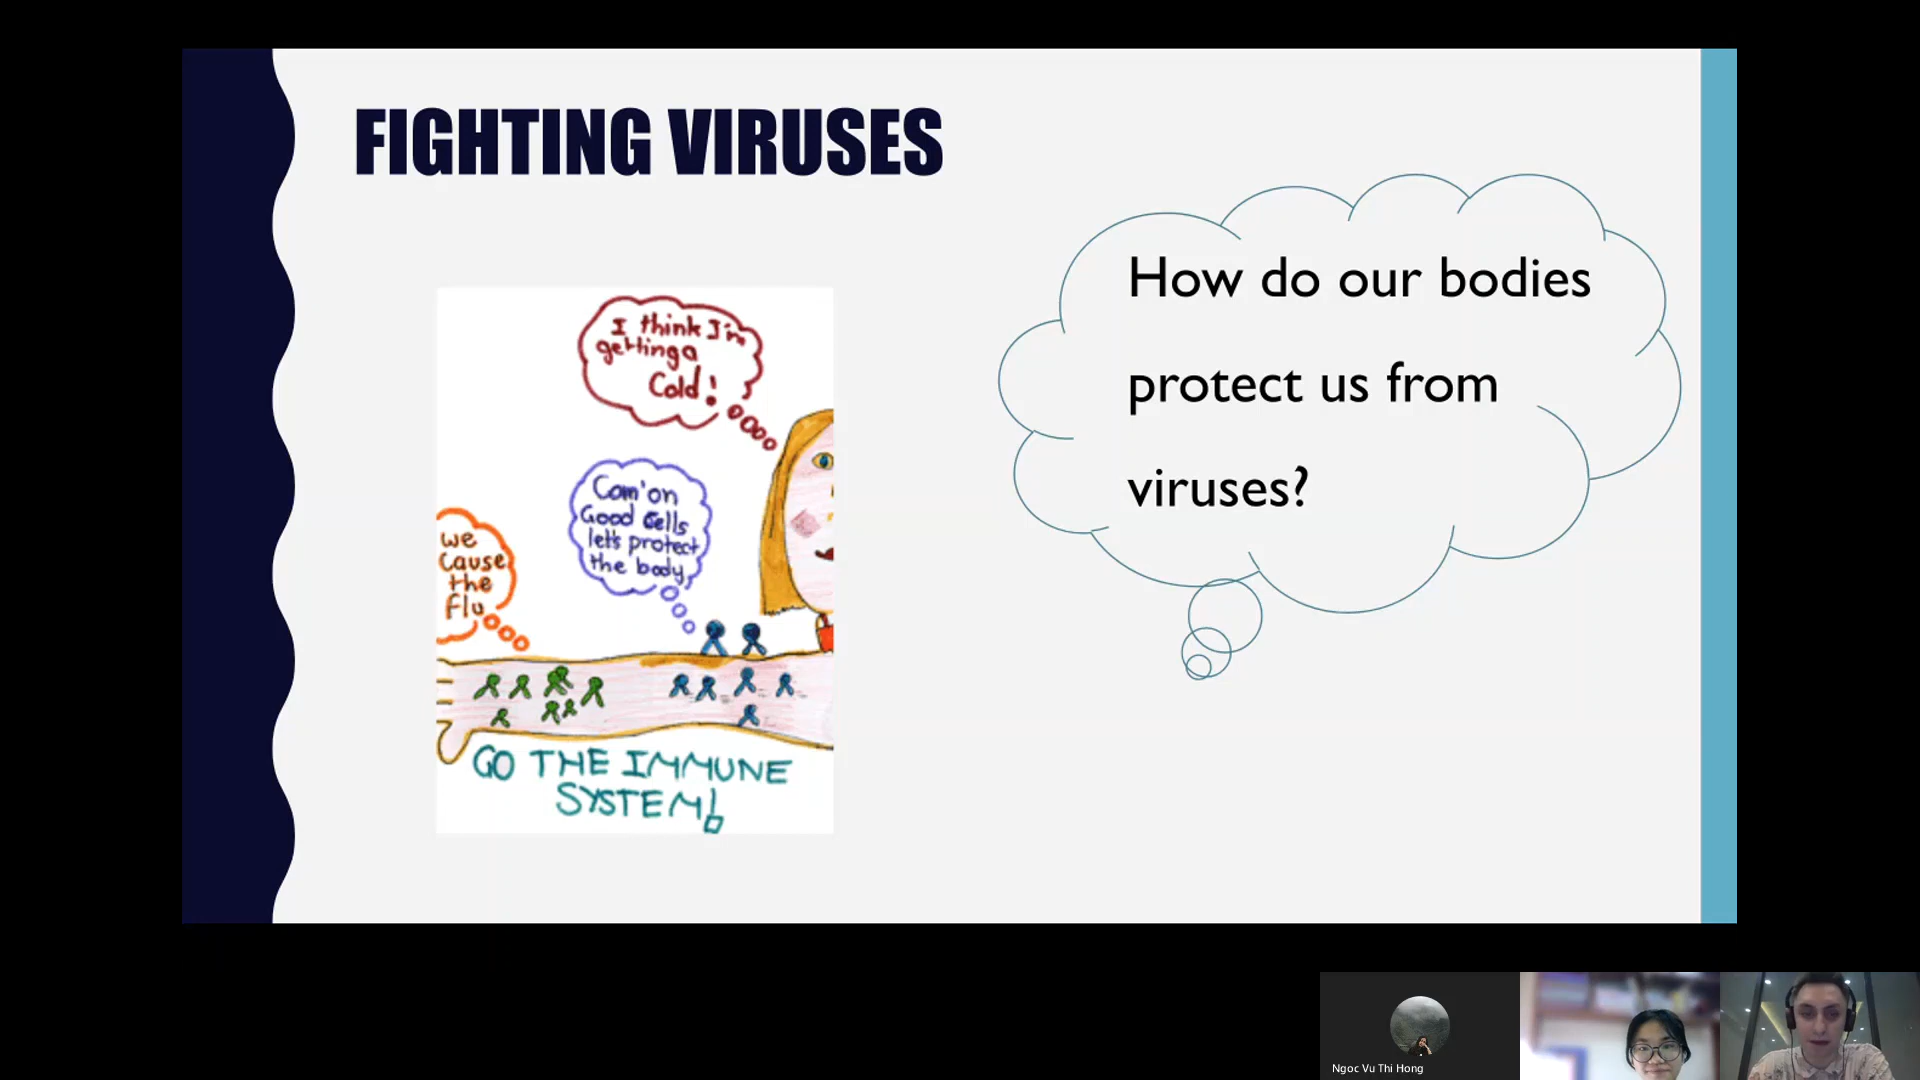 FIGHTING VIRUSES
How do our bodies
protect us from
viruses?
I think I'm
getting a
Cold!
Com'on
Good Cells
let's protect
the body
we
Cause
the
flu
GO THE IMMUNE
SYSTEM!
Ngoc Vu Thi Hong